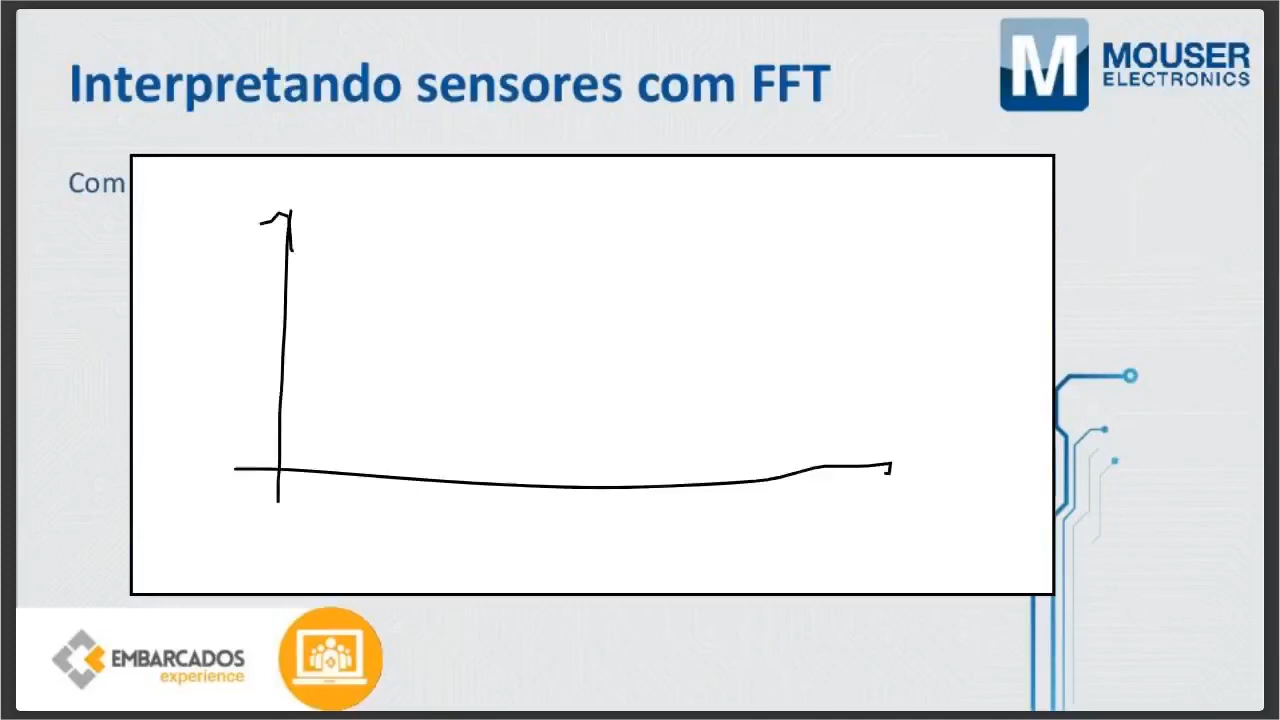 Interpretando sensores com FFT
M MOUSER
ELECTRONICS
Com
EMBARCADOS
experience